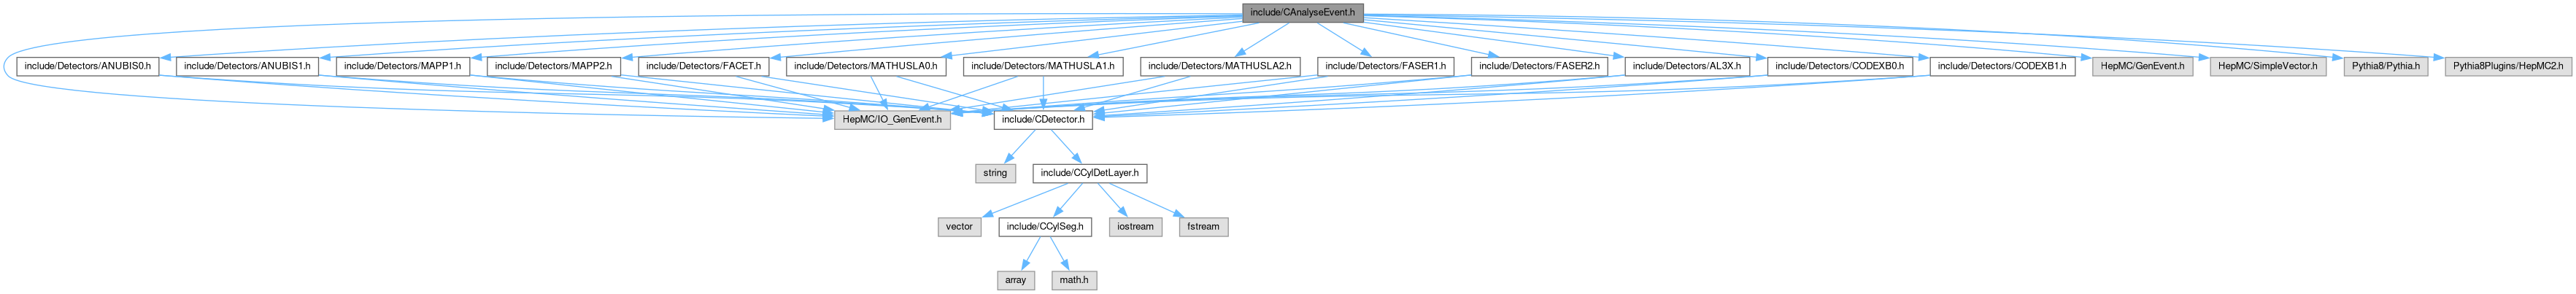 include/CAnalyseEvent.h
include/Detectors/ANUBIS0.h
include/Detectors/ANUBIS1.h
include/Detectors/MAPP1.h
include/Detectors/MAPP2.h
include/Detectors/FACET.h
include/Detectors/MATHUSLA0.h
include/Detectors/MATHUSLA1.h
include/Detectors/MATHUSLA2.h
include/Detectors/FASER1.h
include/Detectors/FASER2.h
include/Detectors/AL3X.h
include/Detectors/CODEXB0.h
include/Detectors/CODEXB1.h
HepMC/GenEvent.h
HepMC/SimpleVector.h
Pythia8/Pythia.h
Pythia8Plugins/HepMC2.h
HepMC/IO_GenEvent.h
include/CDetector.h
string
include/CCylDetLayer.h
vector
include/CCylSeg.h
iostream
fstream
array
math.h